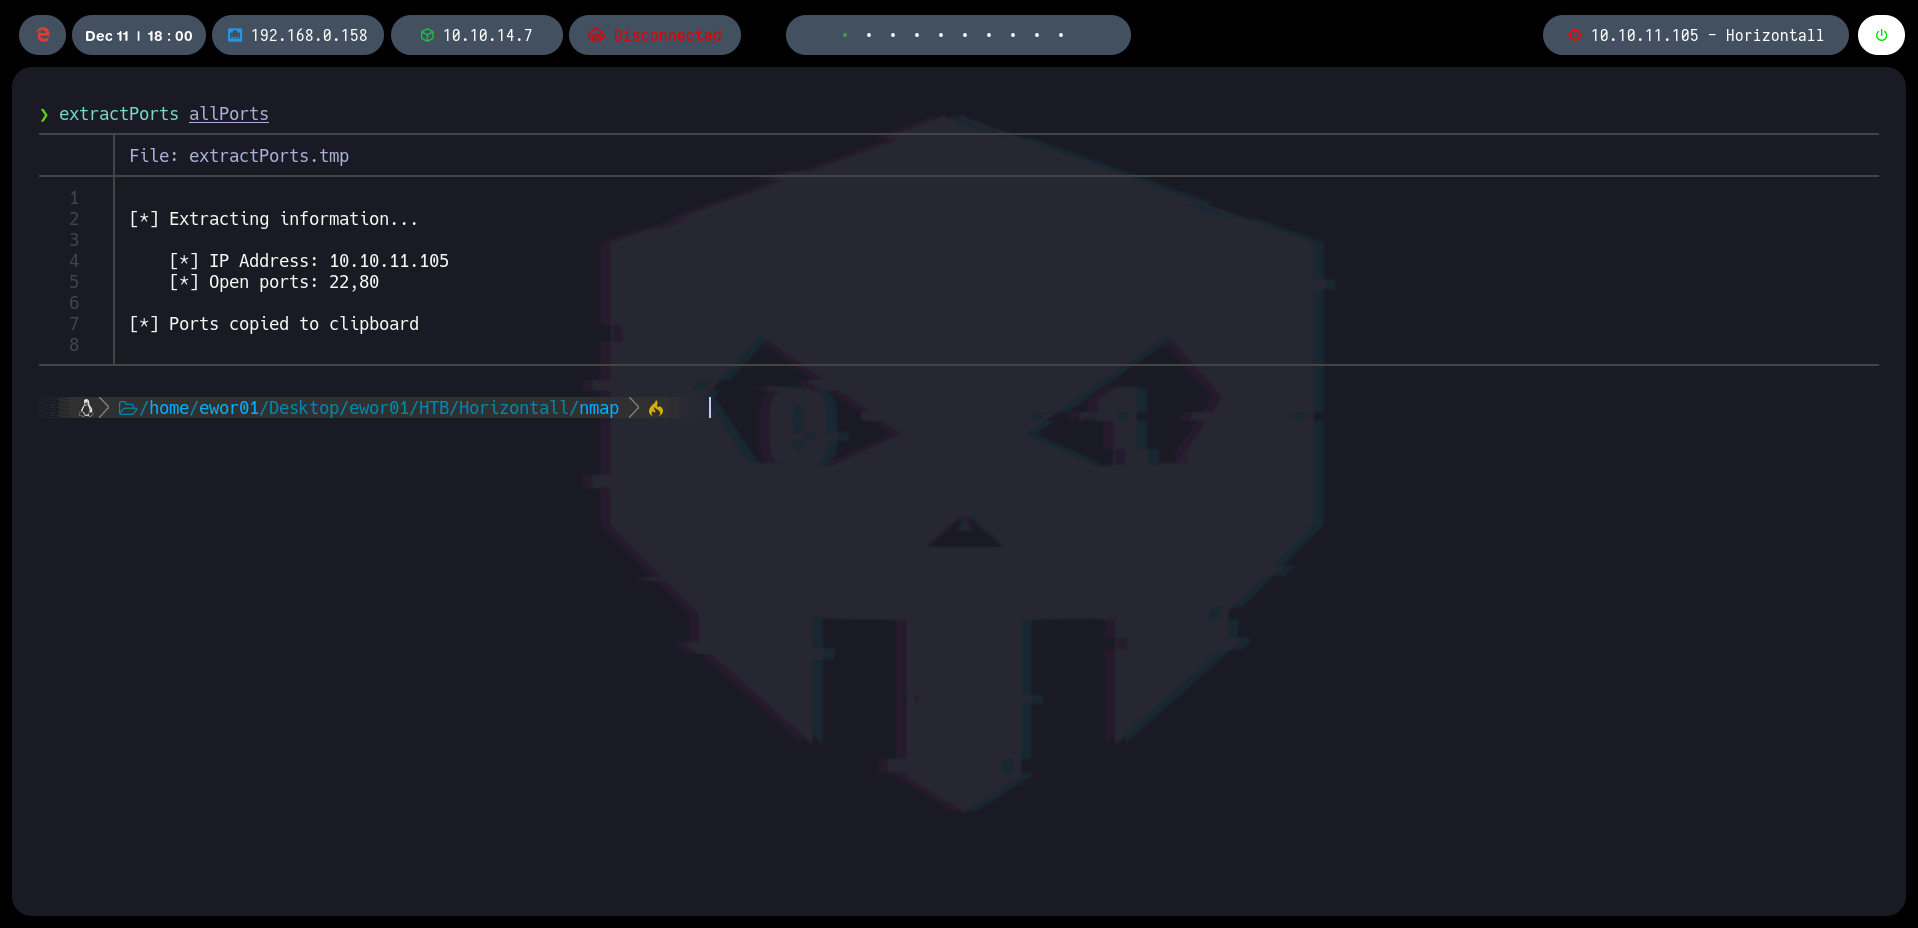 Dec 11 | 18 : 00 192.168.0.158 10.10.14.7 Disconnected 10.10.11.105 - Horizontall
❯ extractPorts allPorts
File: extractPorts.tmp
1
2 [*] Extracting information...
3
4 [*] IP Address: 10.10.11.105
5 [*] Open ports: 22,80
6
7 [*] Ports copied to clipboard
8
/home/ewor01/Desktop/ewor01/HTB/Horizontall/nmap
0 1